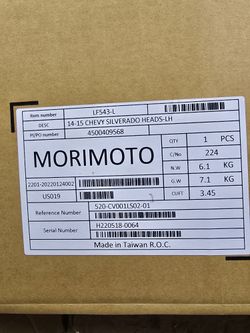 Item number LF543-L
DESC 14-15 CHEVY SILVERADO HEADS-LH
PI/PO number 4500409568
MORIMOTO
QTY 1 PCS
C/No 224
N.W 6.1 KG
G.W 7.1 KG
CUFT 3.45
2201-20220124002
US019
Reference Number 520-CV001LS02-01
Serial Number H220518-0064
Made in Taiwan R.O.C.